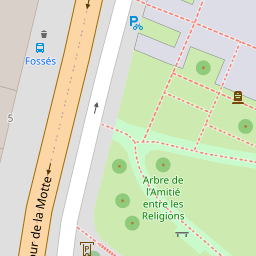 P
Fossés
5
our de la Motte
Arbre de
l'Amitié
entre les
Religions
P